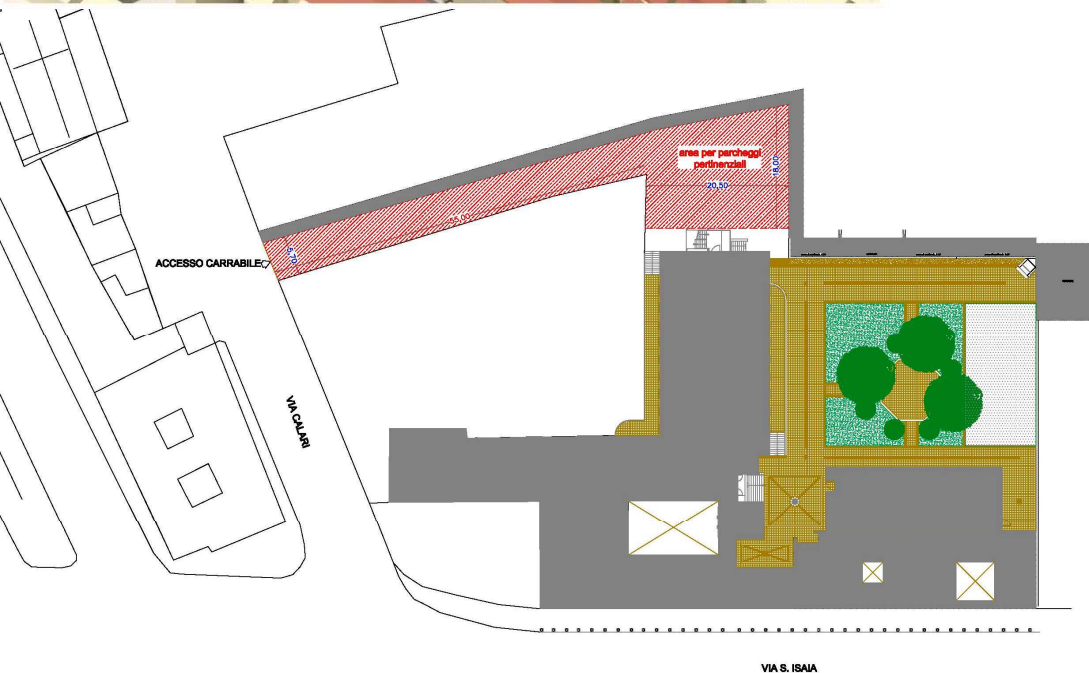 area per parcheggi
pertinenziali
18,00
20,50
55,00
5,70
ACCESSO CARRABILE
VIA CALARI
VIA S. ISAIA